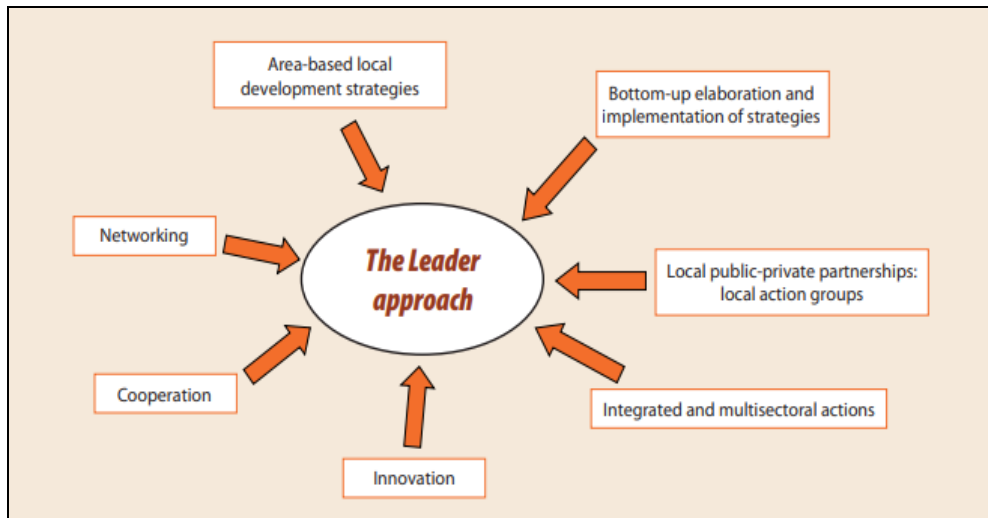 Area-based local
development strategies
Bottom-up elaboration and
implementation of strategies
Networking
The Leader
approach
Local public-private partnerships:
local action groups
Cooperation
Integrated and multisectoral actions
Innovation